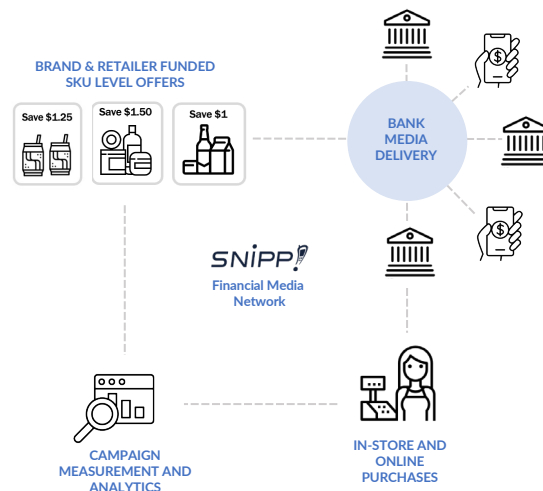 BRAND & RETAILER FUNDED
SKU LEVEL OFFERS
Save $1.25
Save $1.50
Save $1
BANK
MEDIA
DELIVERY
$
$
SNIPP!
Financial Media
Network
CAMPAIGN
MEASUREMENT AND
ANALYTICS
IN-STORE AND
ONLINE
PURCHASES